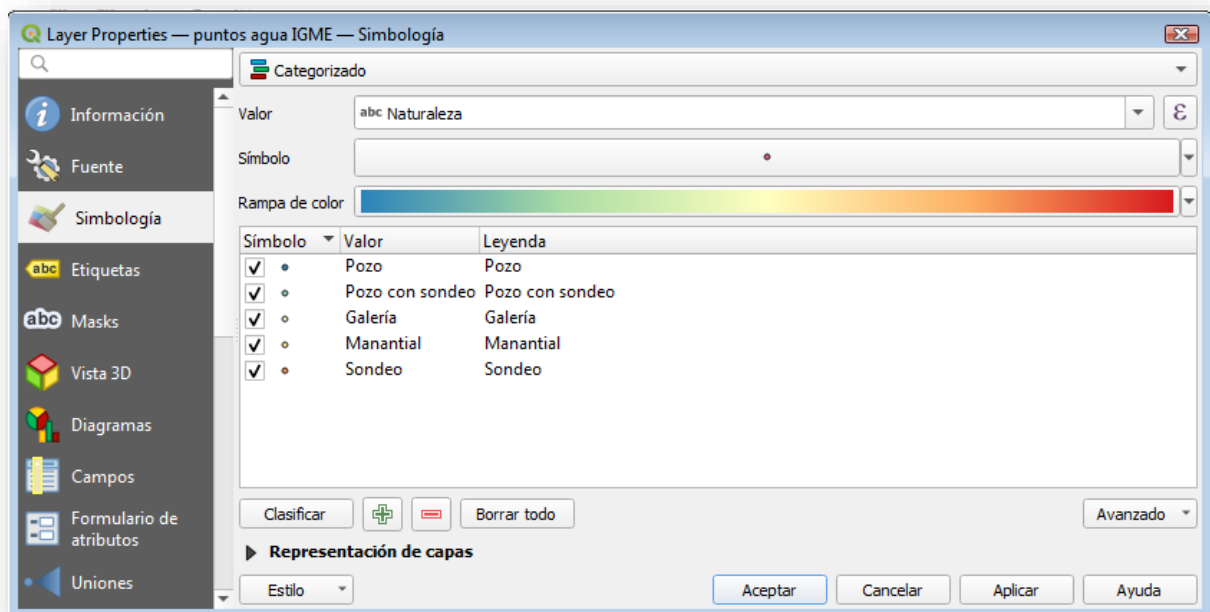 Layer Properties — puntos agua IGME — Simbología
Categorizado
Información
Valor
abc Naturaleza
ε
Fuente
Símbolo
Simbología
Rampa de color
Símbolo Valor Leyenda
abc Etiquetas
Pozo Pozo
Pozo con sondeo Pozo con sondeo
abc Masks
Galería Galería
Manantial Manantial
Vista 3D
Sondeo Sondeo
Diagramas
Campos
Clasificar
Borrar todo
Avanzado
Formulario de
atributos
Representación de capas
Uniones
Estilo
Aceptar
Cancelar
Aplicar
Ayuda